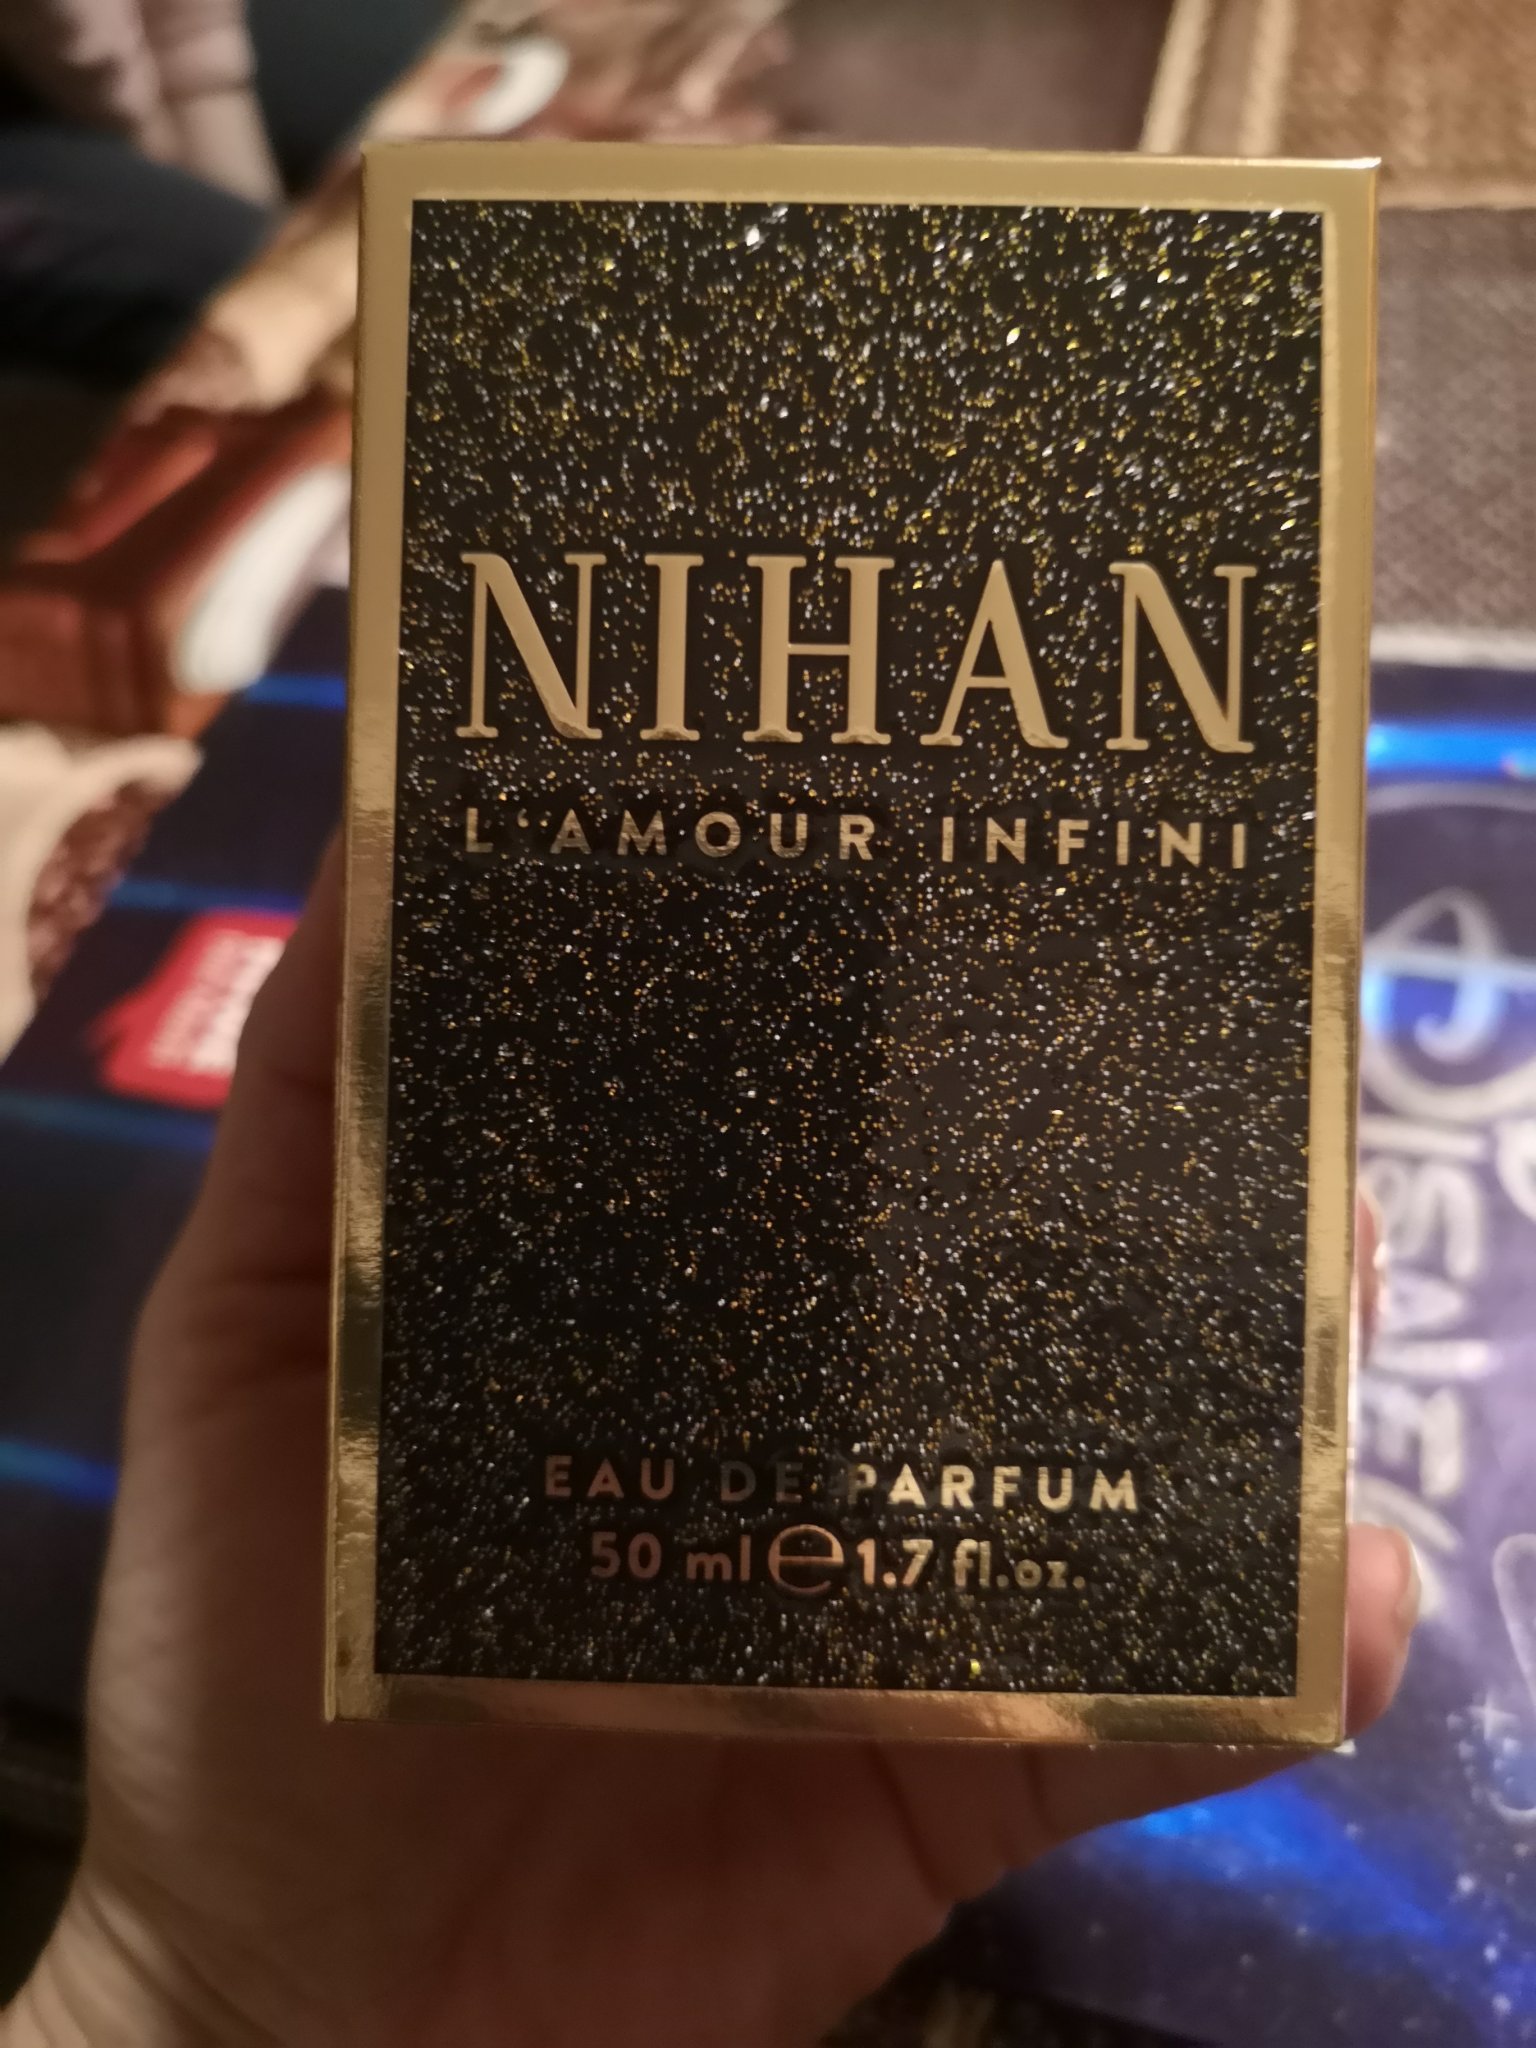 NIHAN
L'AMOUR INFINI
EAU DE PARFUM
50 ml e 1.7 fl.oz.